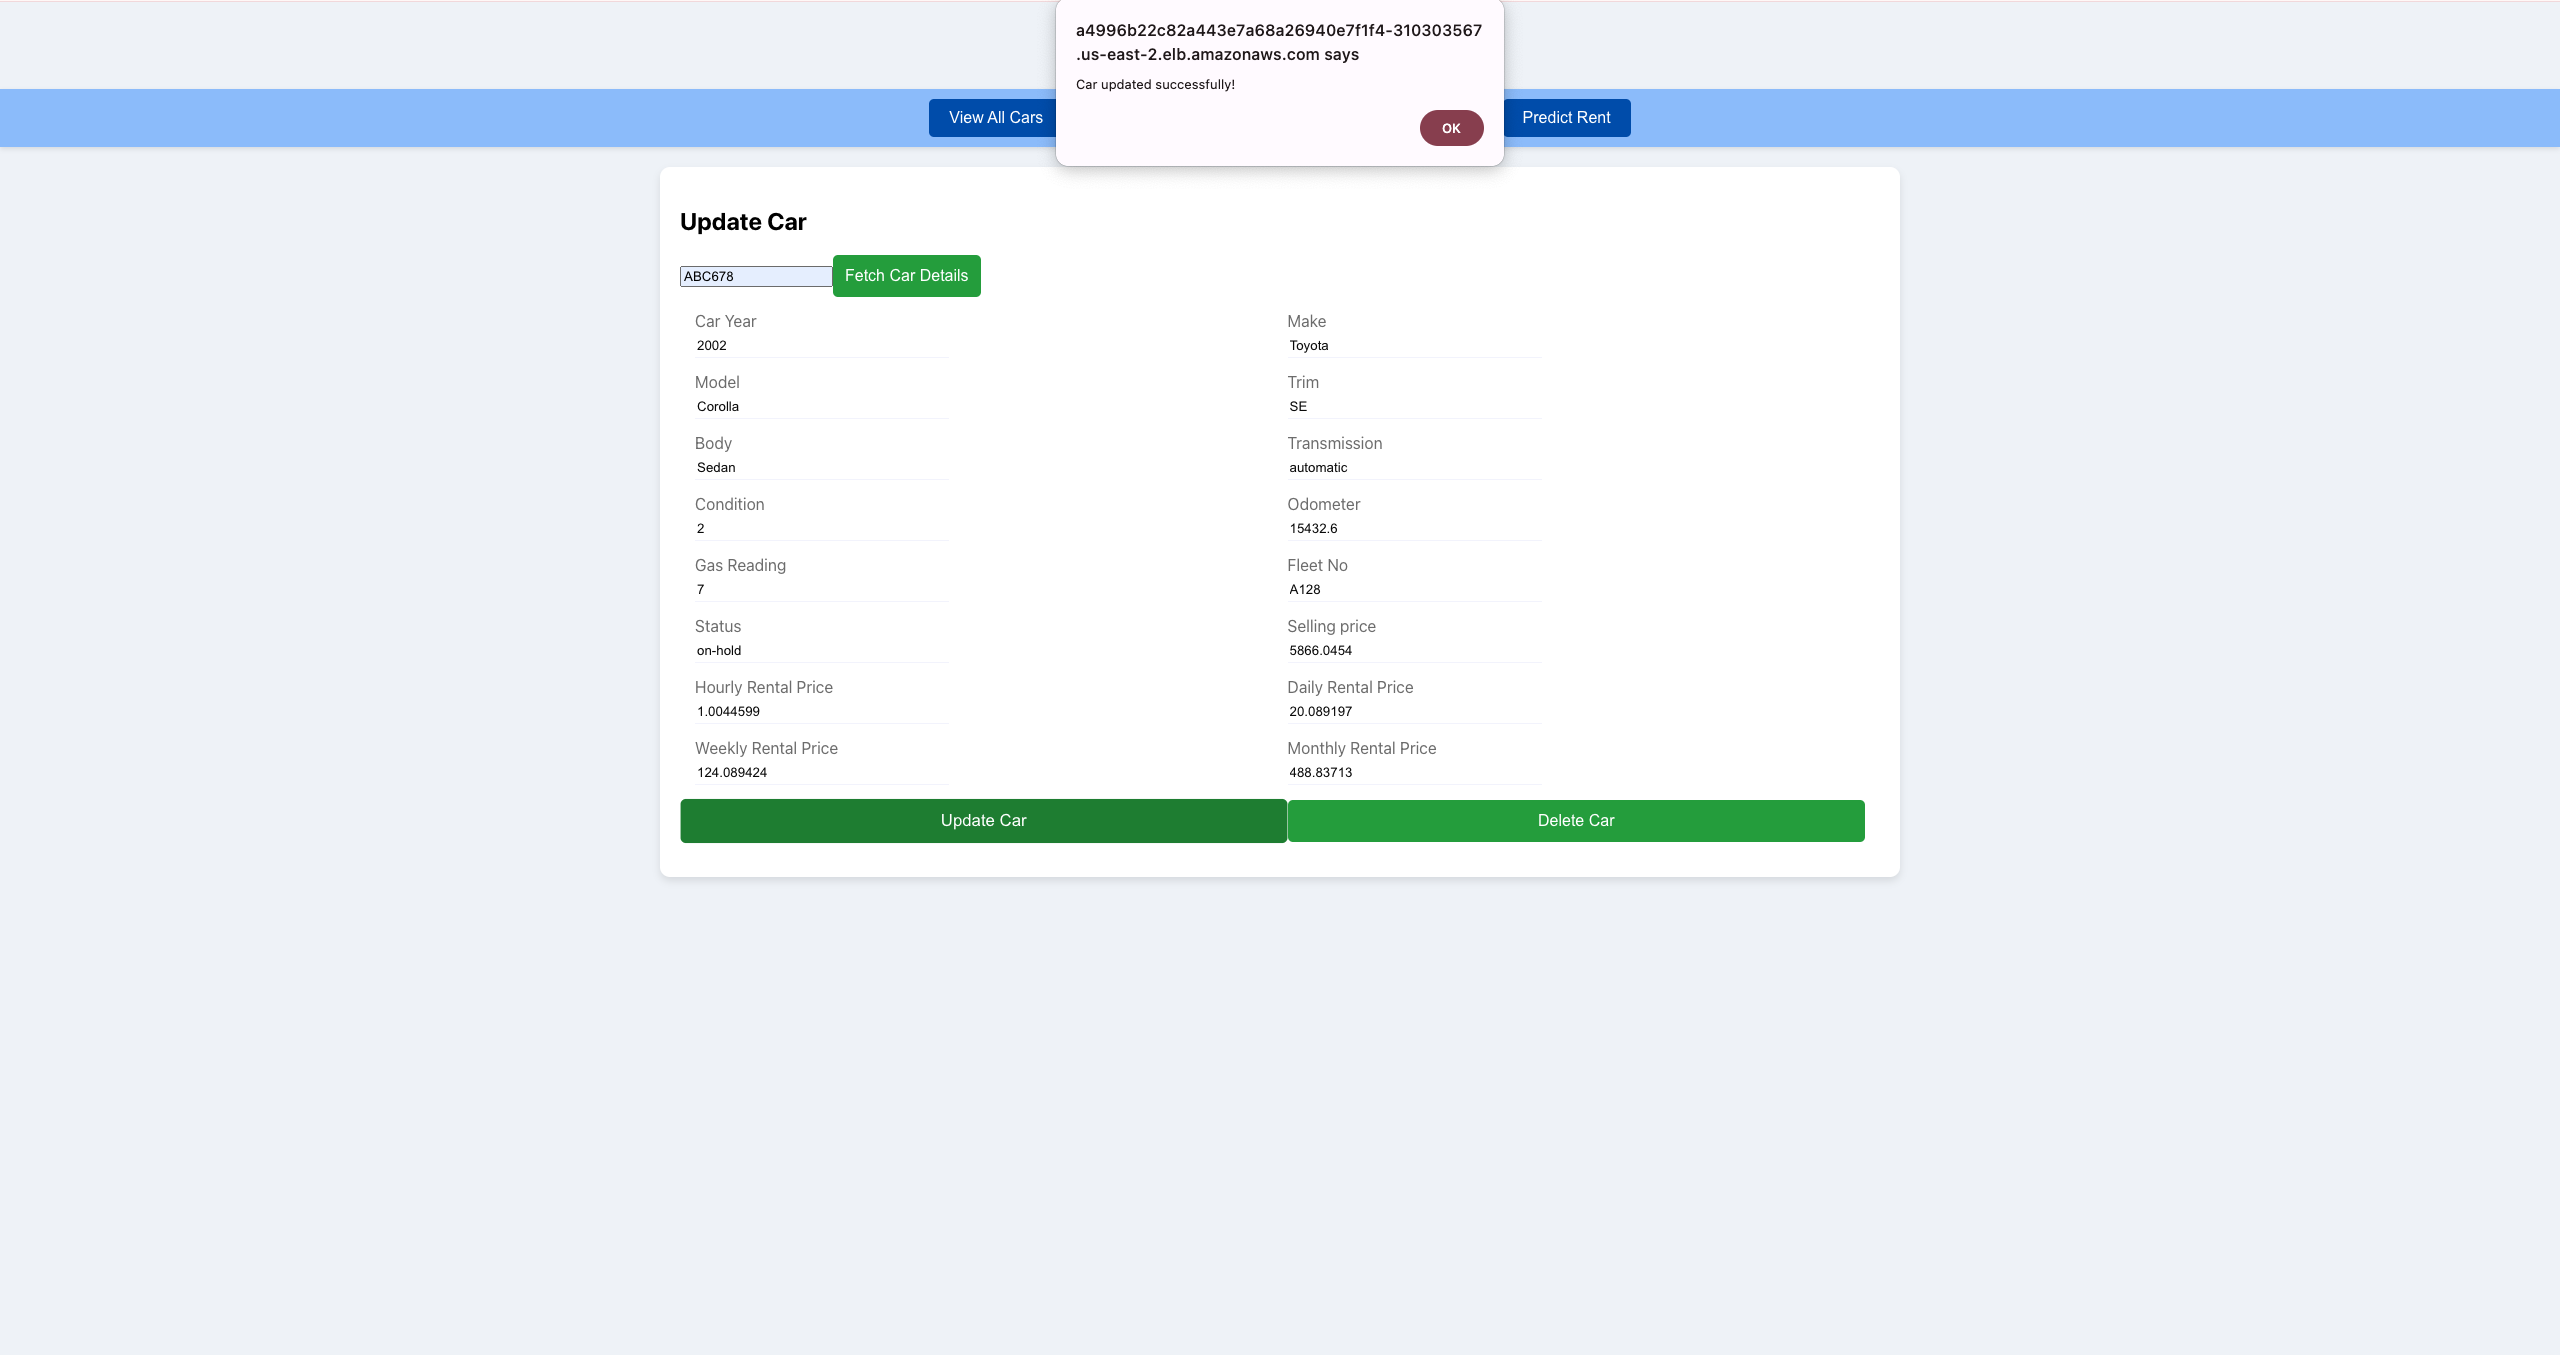 a4996b22c82a443e7a68a26940e7f1f4-310303567
.us-east-2.elb.amazonaws.com says
Car updated successfully!
OK
View All Cars
Predict Rent
Update Car
ABC678
Fetch Car Details
Car Year
2002
Make
Toyota
Model
Corolla
Trim
SE
Body
Sedan
Transmission
automatic
Condition
2
Odometer
15432.6
Gas Reading
7
Fleet No
A128
Status
on-hold
Selling price
5866.0454
Hourly Rental Price
1.0044599
Daily Rental Price
20.089197
Weekly Rental Price
124.089424
Monthly Rental Price
488.83713
Update Car
Delete Car